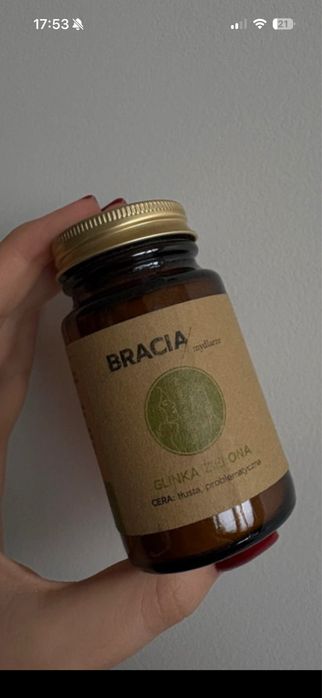 17:53
21
BRACIA
mydlarze
GLINKA ZIELONA
CERA: tłusta, problematyczna